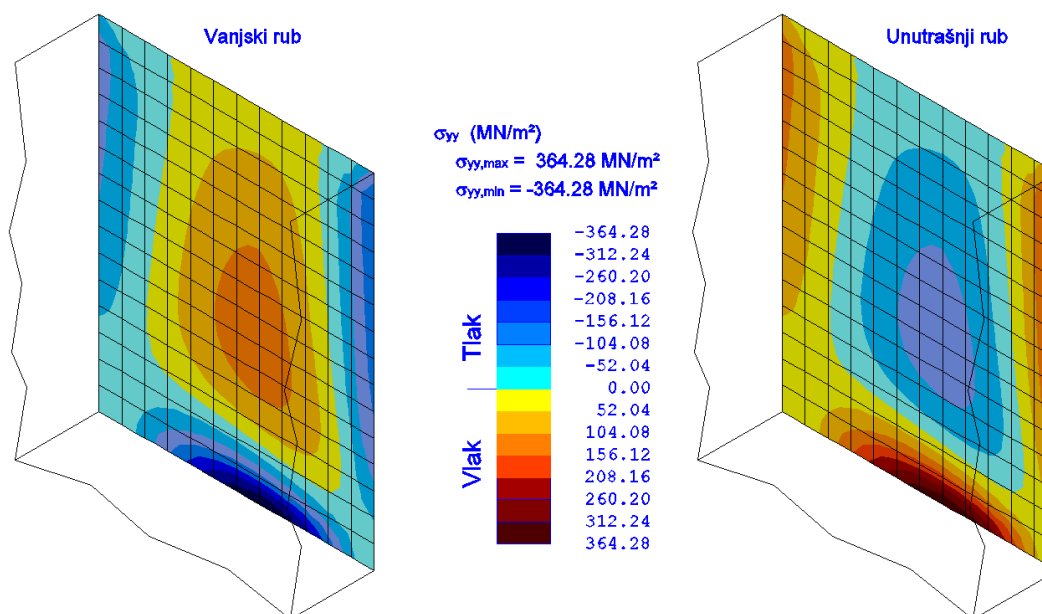 Vanjski rub
Unutrašnji rub
σyy (MN/m²)
σyy,max = 364.28 MN/m²
σyy,min = -364.28 MN/m²
Tlak
Vlak
-364.28
-312.24
-260.20
-208.16
-156.12
-104.08
-52.04
0.00
52.04
104.08
156.12
208.16
260.20
312.24
364.28